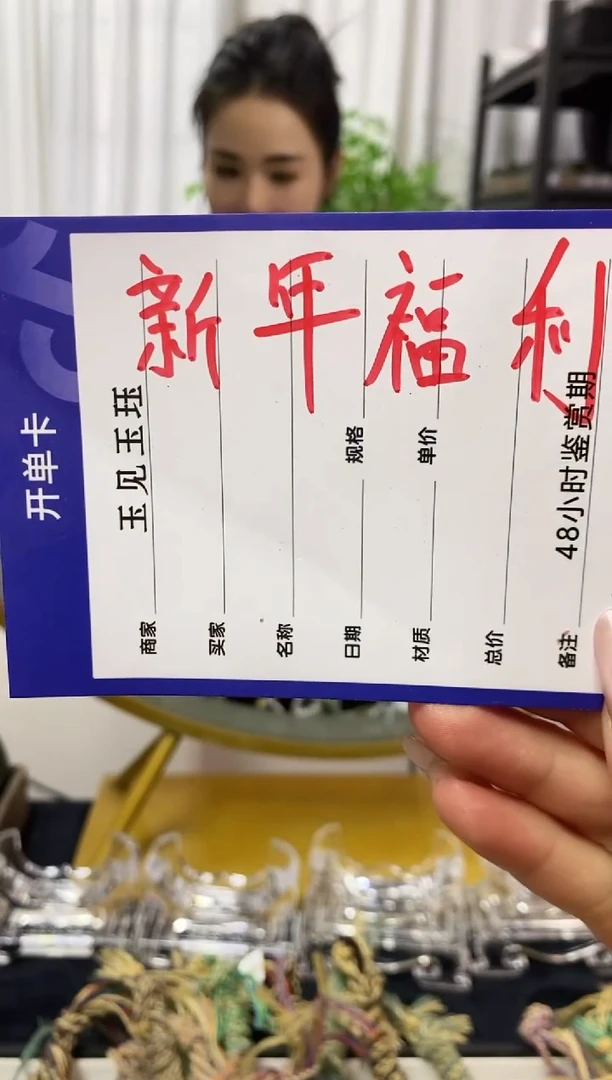 新年福利
开单卡
商家 玉见玉珏
买家
名称
日期 规格
材质 单价
总价
备注 48小时鉴赏期